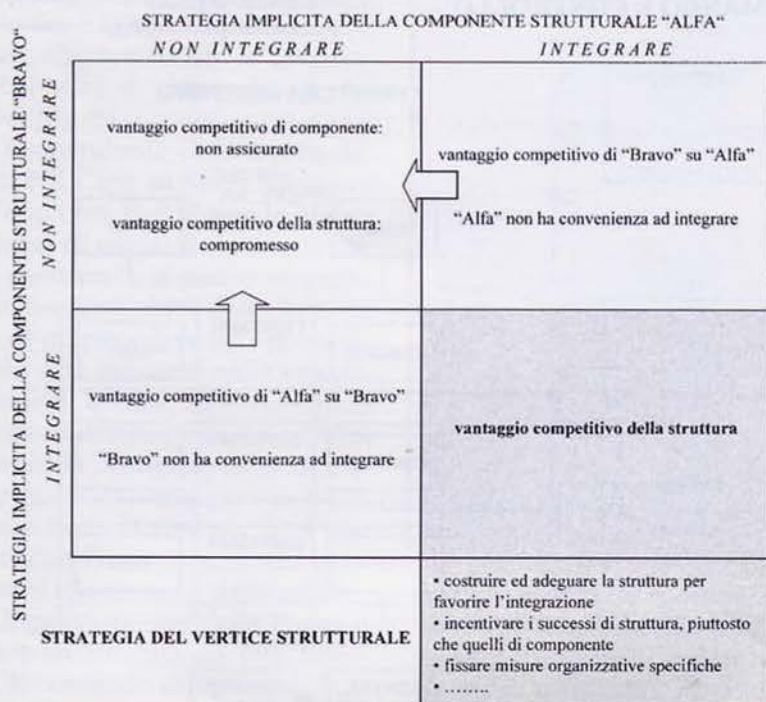 STRATEGIA IMPLICITA DELLA COMPONENTE STRUTTURALE “ALFA“
NON INTEGRARE
INTEGRARE
STRATEGIA IMPLICITA DELLA COMPONENTE STRUTTURALE “BRAVO“
NON INTEGRARE
INTEGRARE
vantaggio competitivo di componente:
non assicurato
vantaggio competitivo della struttura:
compromesso
vantaggio competitivo di “Bravo” su “Alfa”
“Alfa” non ha convenienza ad integrare
vantaggio competitivo di “Alfa” su “Bravo”
“Bravo” non ha convenienza ad integrare
vantaggio competitivo della struttura
STRATEGIA DEL VERTICE STRUTTURALE
• costruire ed adeguare la struttura per
favorire l’integrazione
• incentivare i successi di struttura, piuttosto
che quelli di componente
• fissare misure organizzative specifiche
• ........